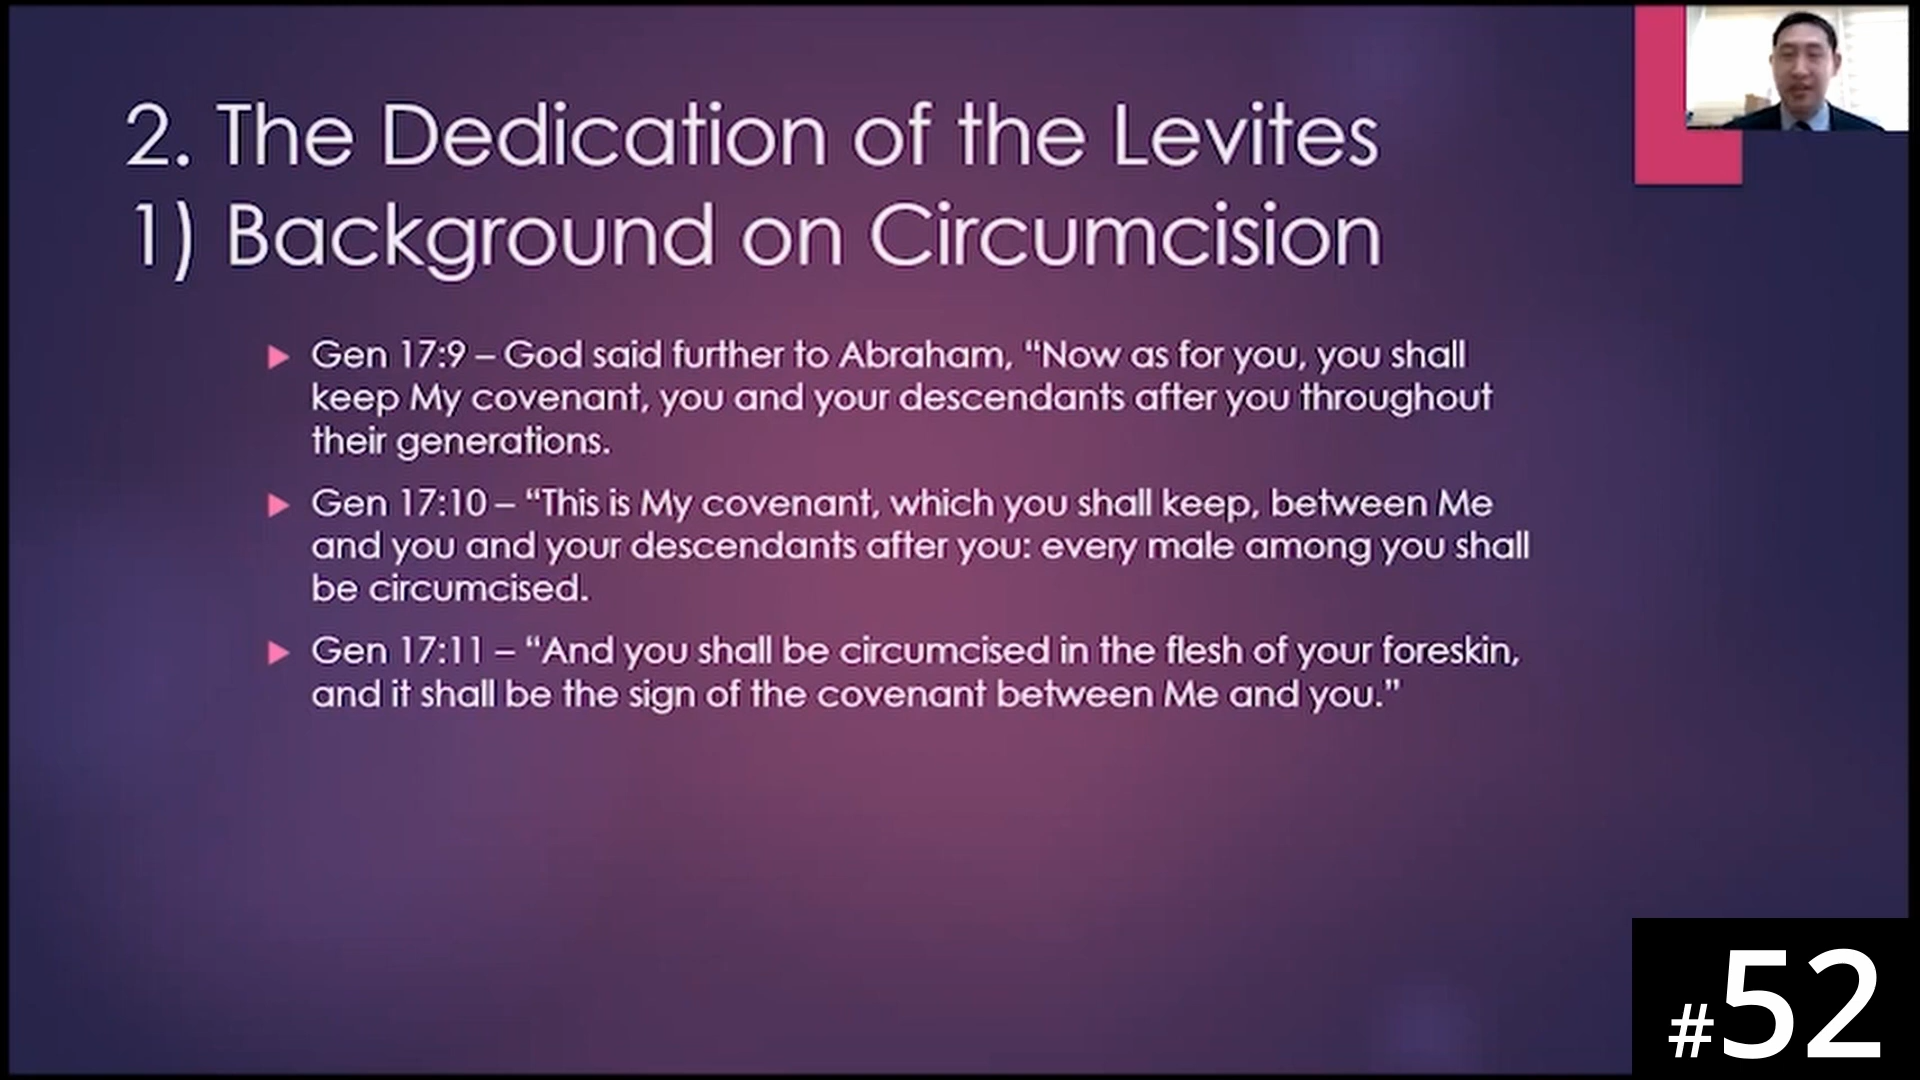 2. The Dedication of the Levites
1) Background on Circumcision
Gen 17:9 – God said further to Abraham, “Now as for you, you shall
keep My covenant, you and your descendants after you throughout
their generations.
Gen 17:10 – “This is My covenant, which you shall keep, between Me
and you and your descendants after you: every male among you shall
be circumcised.
Gen 17:11 – “And you shall be circumcised in the flesh of your foreskin,
and it shall be the sign of the covenant between Me and you.”
#52